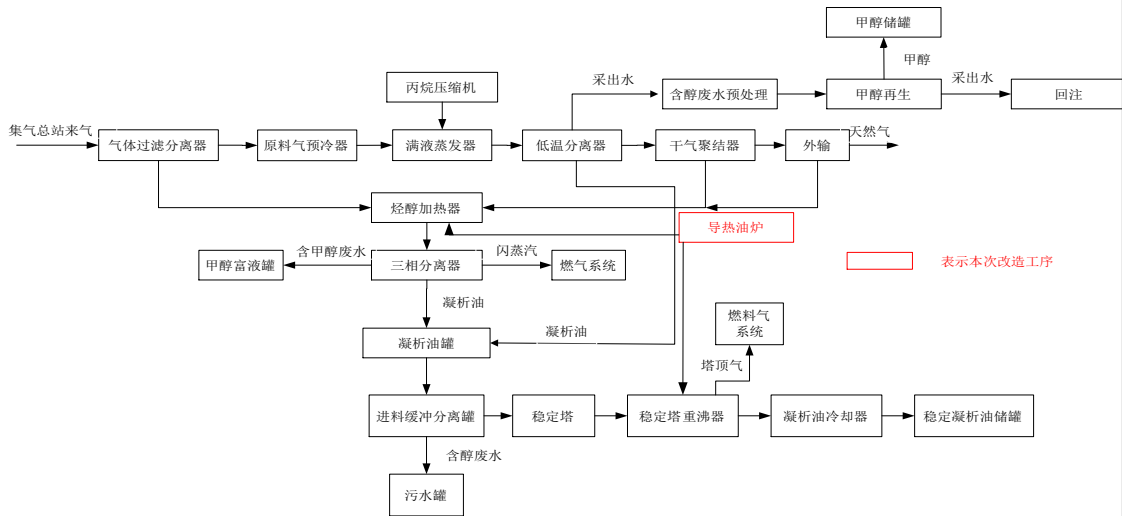 甲醇储罐
甲醇
丙烷压缩机
采出水
含醇废水预处理
甲醇再生
采出水
回注
集气总站来气
气体过滤分离器
原料气预冷器
满液蒸发器
低温分离器
干气聚结器
外输
天然气
烃醇加热器
导热油炉
含甲醇废水
闪蒸汽
甲醇富液罐
三相分离器
燃气系统
表示本次改造工序
凝析油
凝析油
凝析油罐
燃料气
系统
塔顶气
进料缓冲分离罐
稳定塔
稳定塔重沸器
凝析油冷却器
稳定凝析油储罐
含醇废水
污水罐